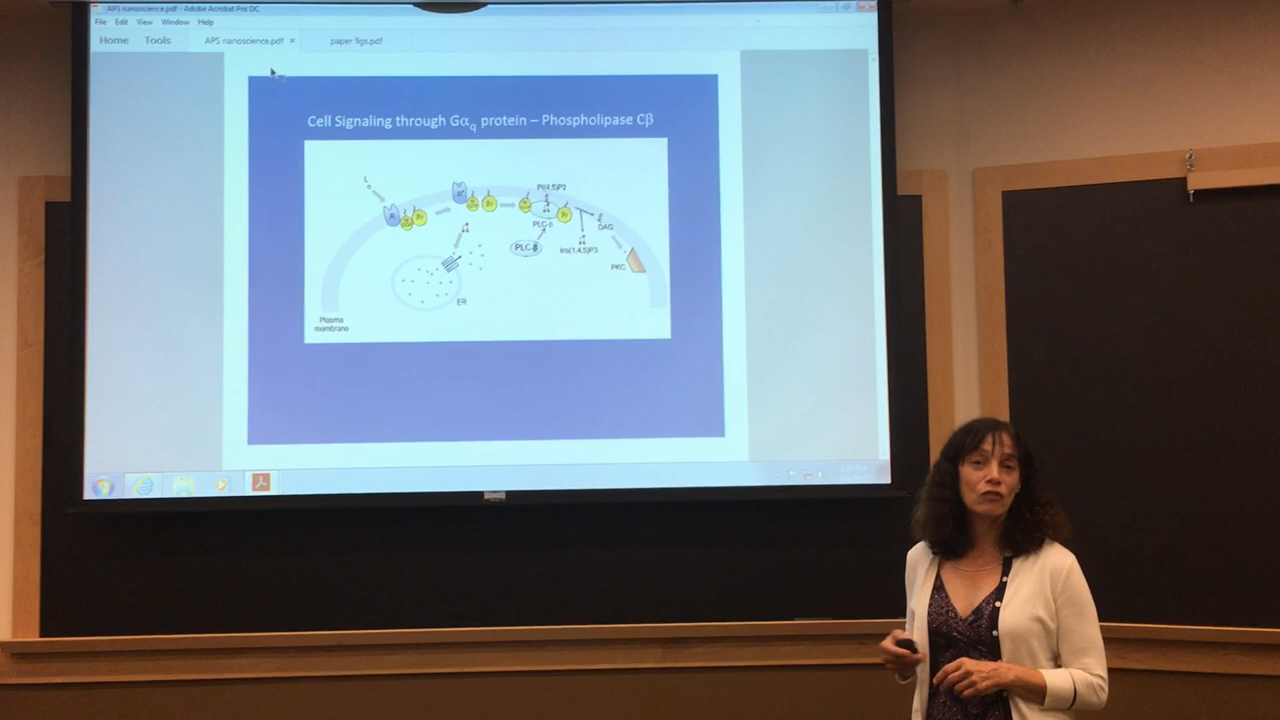 APS nanoscience.pdf - Adobe Acrobat Pro DC
File Edit View Window Help
Home Tools APS nanoscience.pdf × paper figs.pdf
Cell Signaling through Gαq protein – Phospholipase Cβ
L
PI(4,5)P2
R
βγ
α
βγ
PLC-β
DAG
PLC-β
Ins(1,4,5)P3
PKC
ER
Plasma
membrane